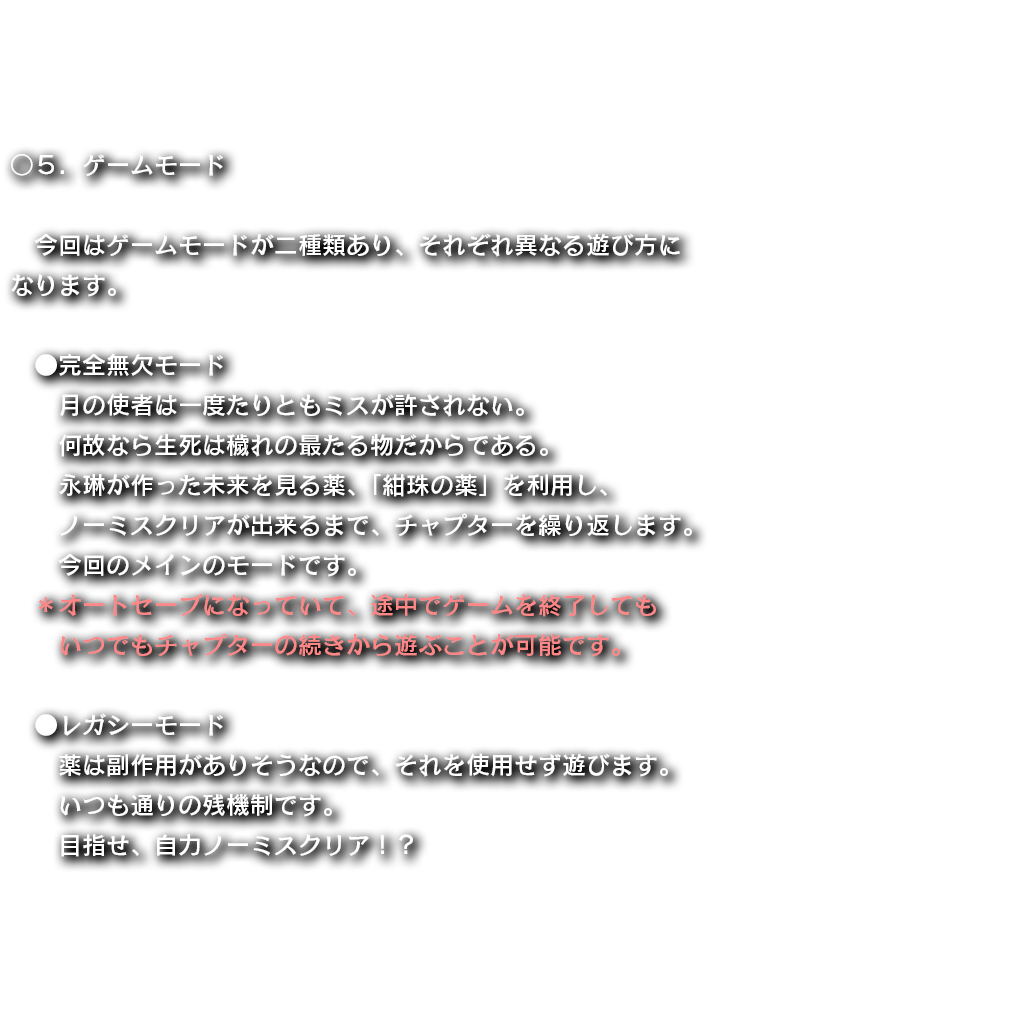 ○５．ゲームモード
　今回はゲームモードが二種類あり、それぞれ異なる遊び方に
なります。
　●完全無欠モード
　　月の使者は一度たりともミスが許されない。
　　何故なら生死は穢れの最たる物だからである。
　　永琳が作った未来を見る薬、「紺珠の薬」を利用し、
　　ノーミスクリアが出来るまで、チャプターを繰り返します。
　　今回のメインのモードです。
　＊オートセーブになっていて、途中でゲームを終了しても
　　いつでもチャプターの続きから遊ぶことが可能です。
　●レガシーモード
　　薬は副作用がありそうなので、それを使用せず遊びます。
　　いつも通りの残機制です。
　　目指せ、自力ノーミスクリア！？